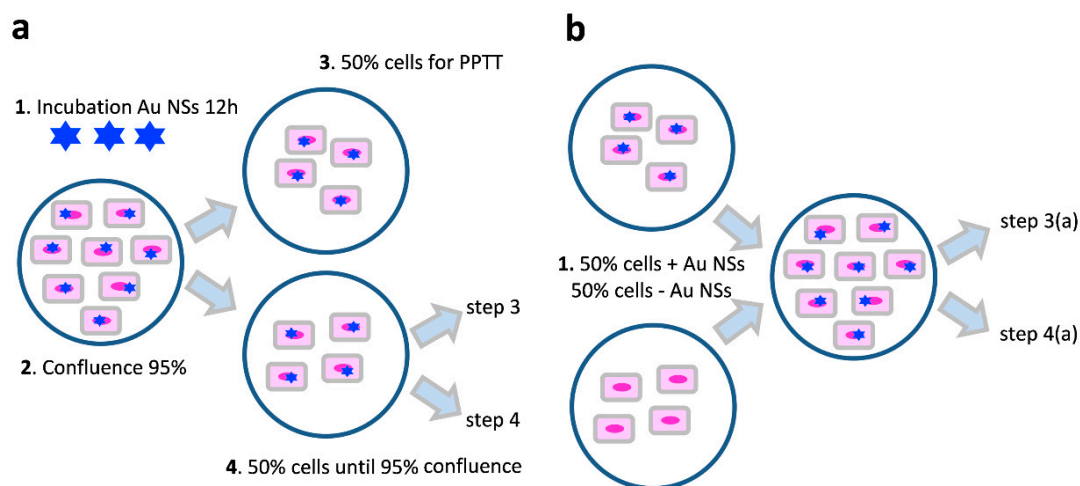 a
3. 50% cells for PPTT
1. Incubation Au NSs 12h
2. Confluence 95%
step 3
step 4
4. 50% cells until 95% confluence
b
1. 50% cells + Au NSs
50% cells - Au NSs
step 3(a)
step 4(a)